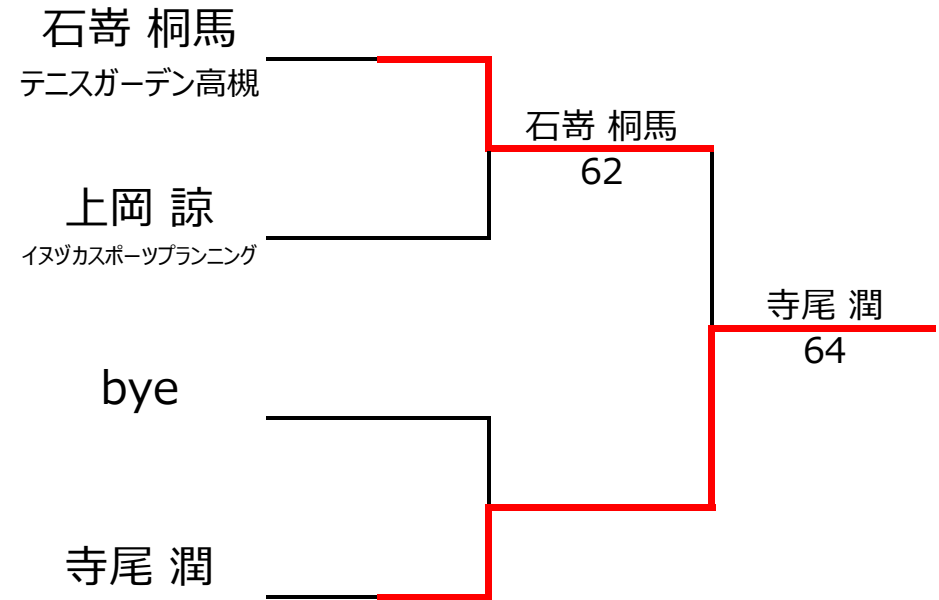 石嵜 桐馬
テニスガーデン高槻
石嵜 桐馬
62
上岡 諒
イヌヅカスポーツプランニング
寺尾 潤
64
bye
寺尾 潤